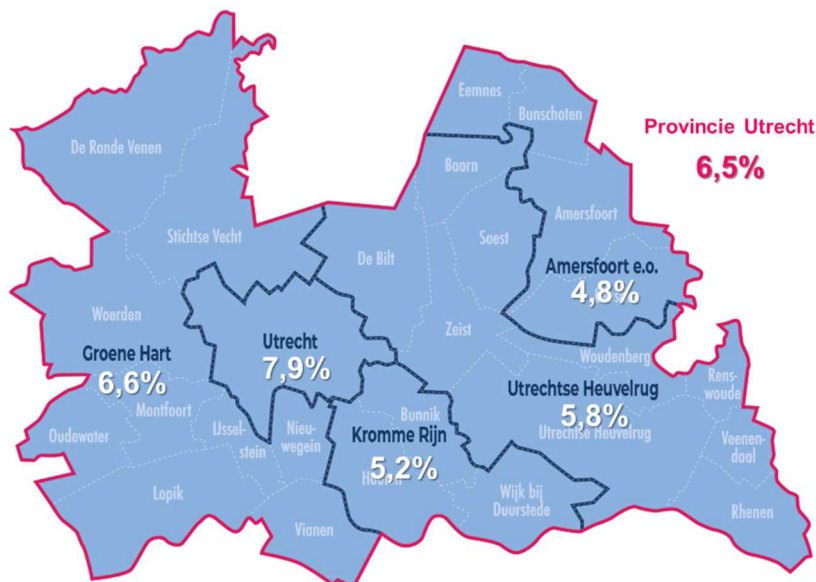 Eemnes
Bunschoten
Provincie Utrecht
6,5%
De Ronde Venen
Baarn
Amersfoort
Stichtse Vecht
Soest
De Bilt
Amersfoort e.o.
4,8%
Woerden
Zeist
Utrecht
7,9%
Groene Hart
6,6%
Woudenberg
Rens-
woude
Utrechtse Heuvelrug
5,8%
Utrechtse Heuvelrug
Montfoort
Bunnik
Kromme Rijn
5,2%
Oudewater
IJssel-
stein
Nieu-
wegein
Veenen-
daal
Houten
Lopik
Wijk bij
Duurstede
Rhenen
Vianen